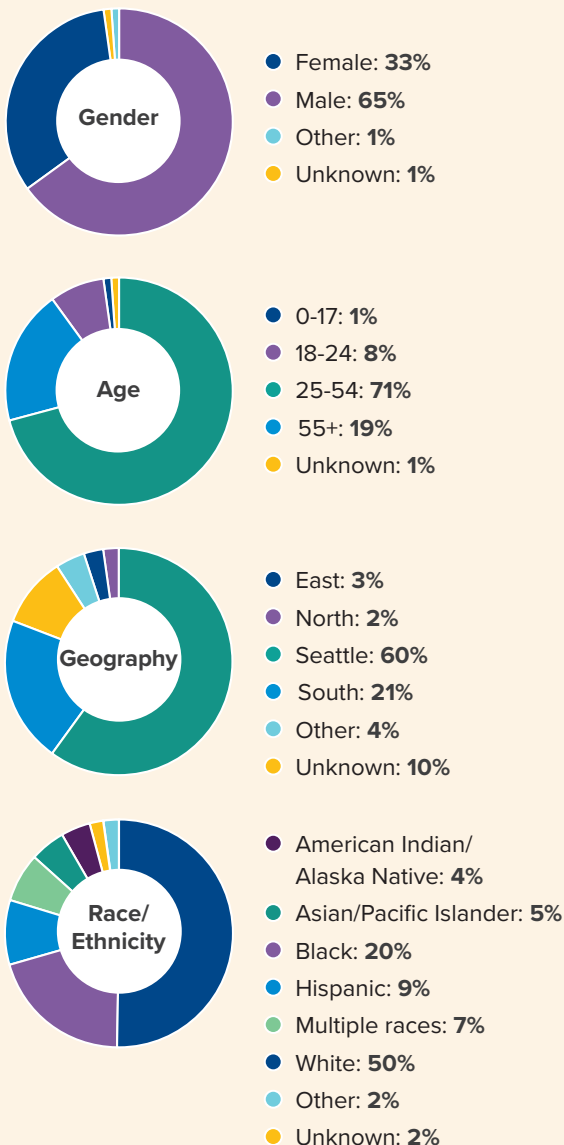 Gender
Female: 33%
Male: 65%
Other: 1%
Unknown: 1%
Age
0-17: 1%
18-24: 8%
25-54: 71%
55+: 19%
Unknown: 1%
Geography
East: 3%
North: 2%
Seattle: 60%
South: 21%
Other: 4%
Unknown: 10%
Race/
Ethnicity
American Indian/
Alaska Native: 4%
Asian/Pacific Islander: 5%
Black: 20%
Hispanic: 9%
Multiple races: 7%
White: 50%
Other: 2%
Unknown: 2%